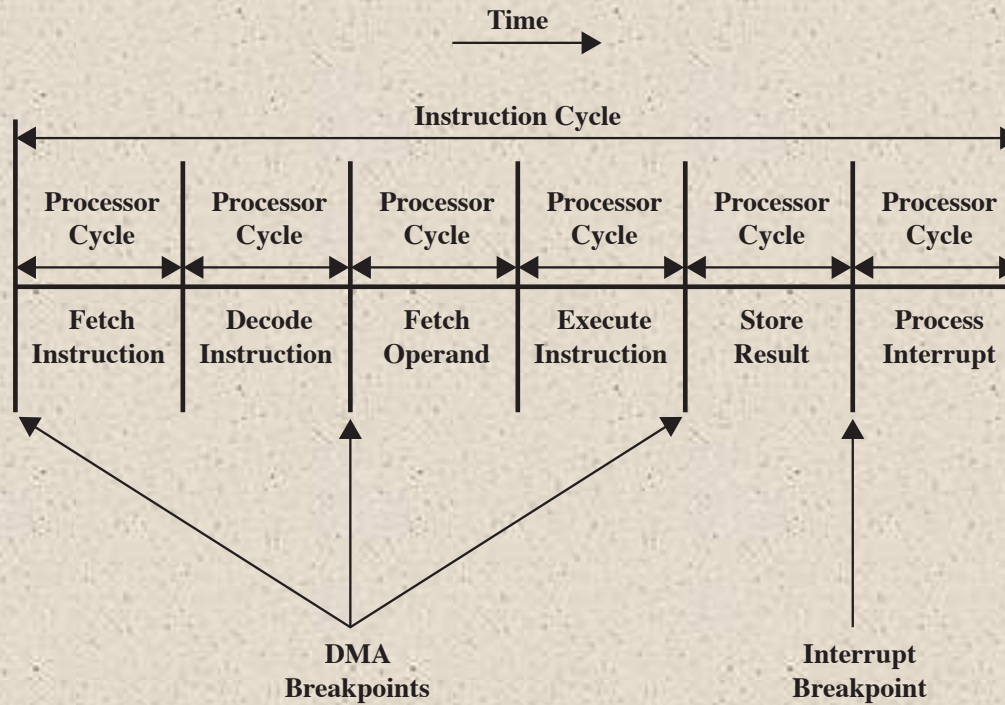 Time
Instruction Cycle
Processor
Cycle
Processor
Cycle
Processor
Cycle
Processor
Cycle
Processor
Cycle
Processor
Cycle
Fetch
Instruction
Decode
Instruction
Fetch
Operand
Execute
Instruction
Store
Result
Process
Interrupt
DMA
Breakpoints
Interrupt
Breakpoint